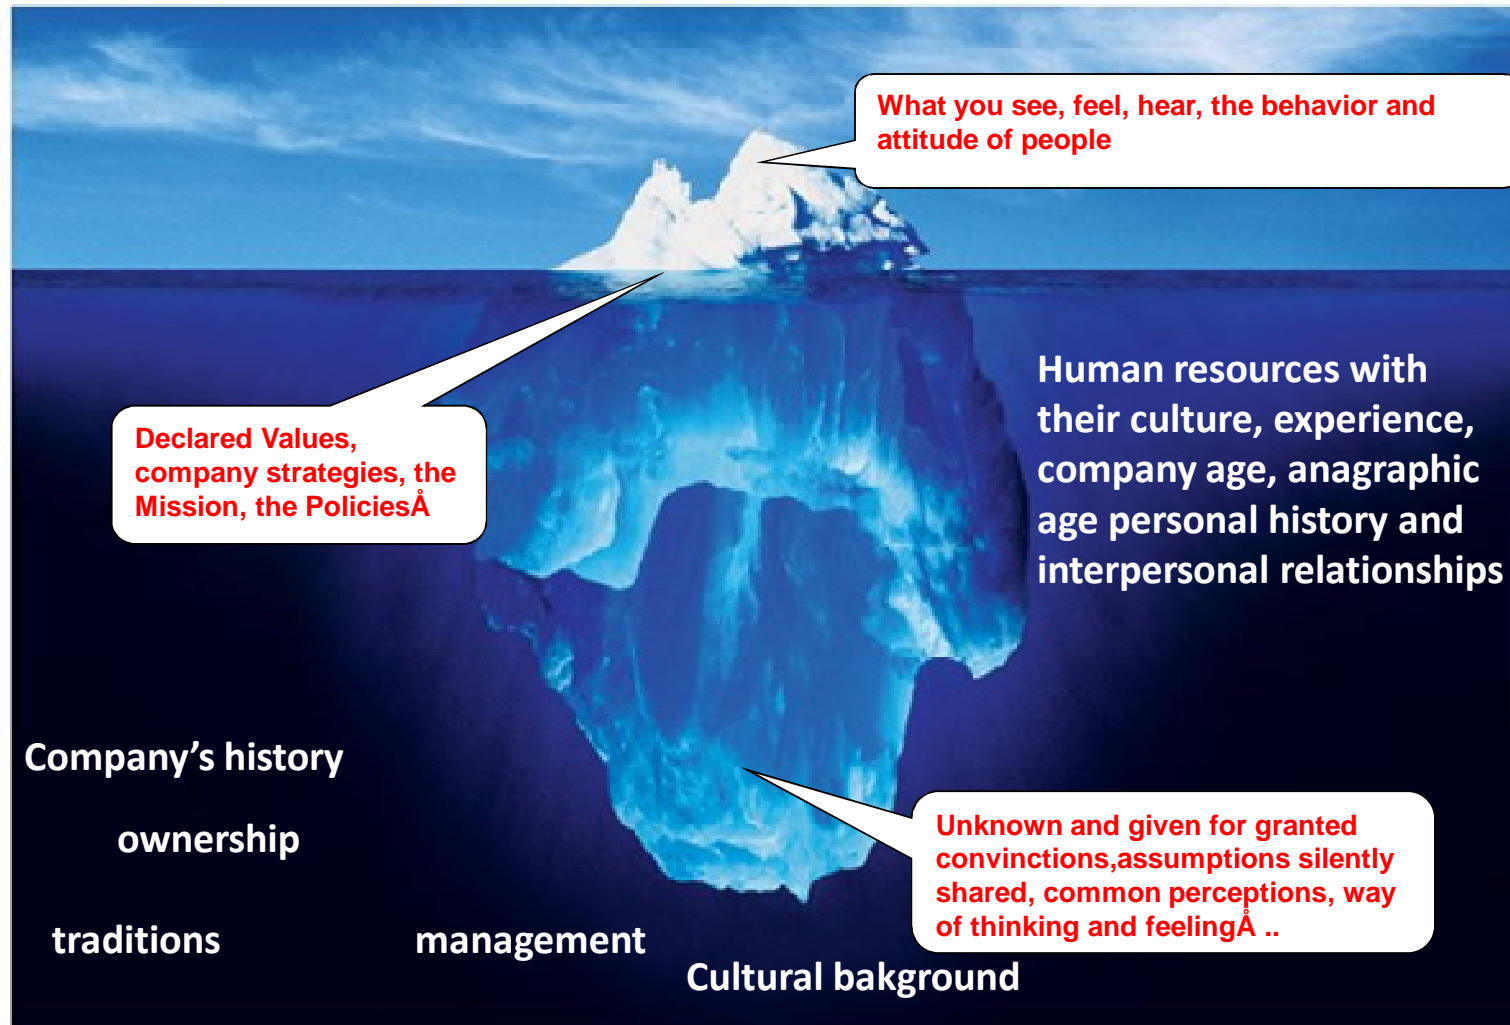 What you see, feel, hear, the behavior and
attitude of people
Declared Values,
company strategies, the
Mission, the PoliciesÅ
Human resources with
their culture, experience,
company age, anagraphic
age personal history and
interpersonal relationships
Company’s history
ownership
traditions
management
Cultural bakground
Unknown and given for granted
convinctions,assumptions silently
shared, common perceptions, way
of thinking and feelingÅ ..